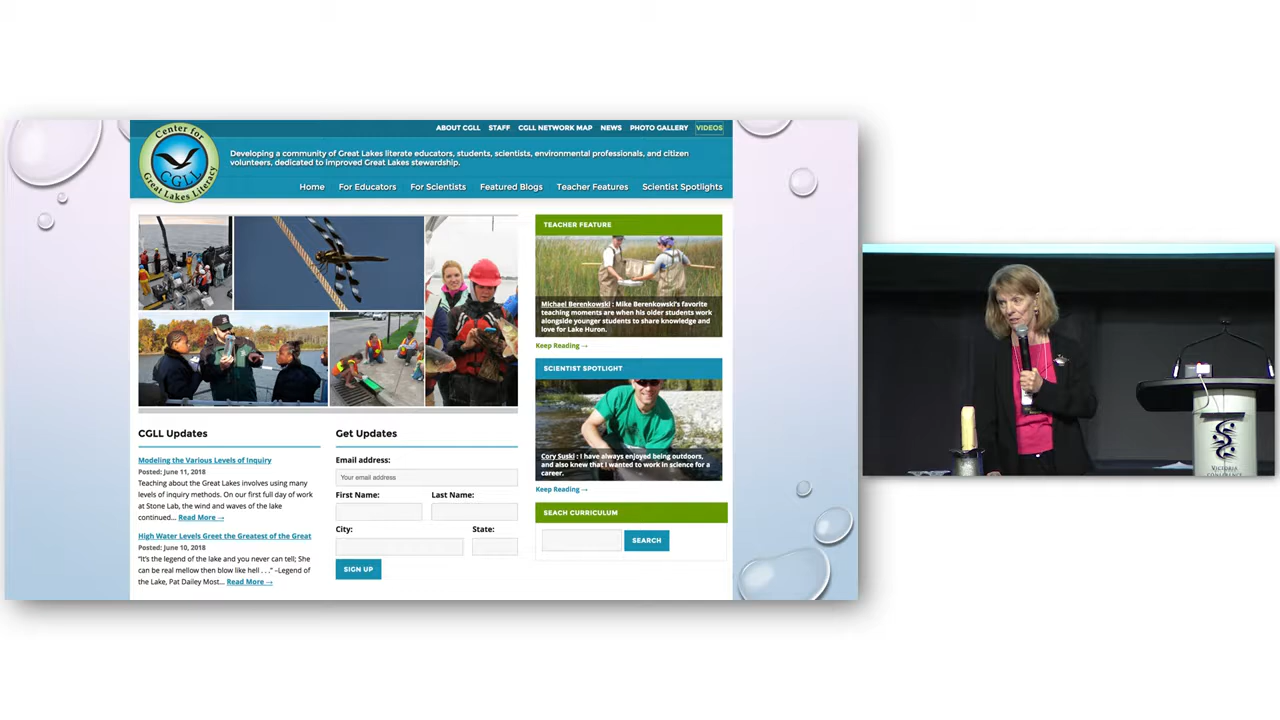 ABOUT CGLL STAFF CGLL NETWORK MAP NEWS PHOTO GALLERY VIDEOS
Center for
CGLL
Great Lakes Literacy
Developing a community of Great Lakes literate educators, students, scientists, environmental professionals, and citizen
volunteers, dedicated to improved Great Lakes stewardship.
Home For Educators For Scientists Featured Blogs Teacher Features Scientist Spotlights
TEACHER FEATURE
Michael Berenkowski : Mike Berenkowski's favorite
teaching moments are when his older students work
alongside younger students to share knowledge and
love for Lake Huron.
Keep Reading →
SCIENTIST SPOTLIGHT
Cory Suski : I have always enjoyed being outdoors,
and also knew that I wanted to work in science for a
career.
Keep Reading →
SEACH CURRICULUM
SEARCH
CGLL Updates
Modeling the Various Levels of Inquiry
Posted: June 11, 2018
Teaching about the Great Lakes involves using many
levels of inquiry methods. On our first full day of work
at Stone Lab, the wind and waves of the lake
continued... Read More →
High Water Levels Greet the Greatest of the Great
Posted: June 10, 2018
"It's the legend of the lake and you never can tell; She
can be real mellow then blow like hell . . ." –Legend of
the Lake, Pat Dailey Most... Read More →
Get Updates
Email address:
Your email address
First Name: Last Name:
City: State:
SIGN UP
VICTORIA
CONFERENCE